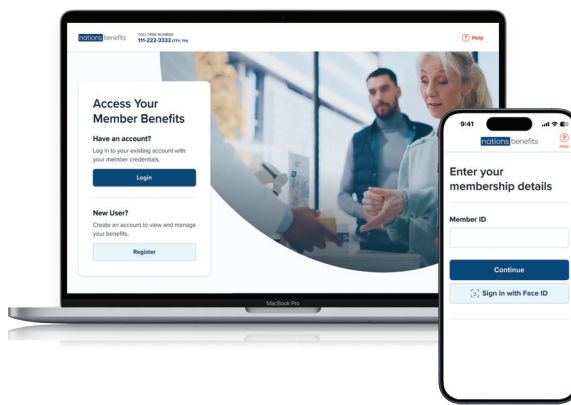 nations benefits
TOLL-FREE NUMBER
111-222-3333 (TTY: 711)
Help
Access Your
Member Benefits
Have an account?
Log in to your existing account with
your member credentials.
Login
New User?
Create an account to view and manage
your benefits.
Register
MacBook Pro
9:41
nations benefits
Help
Enter your
membership details
Member ID
Continue
Sign in with Face ID